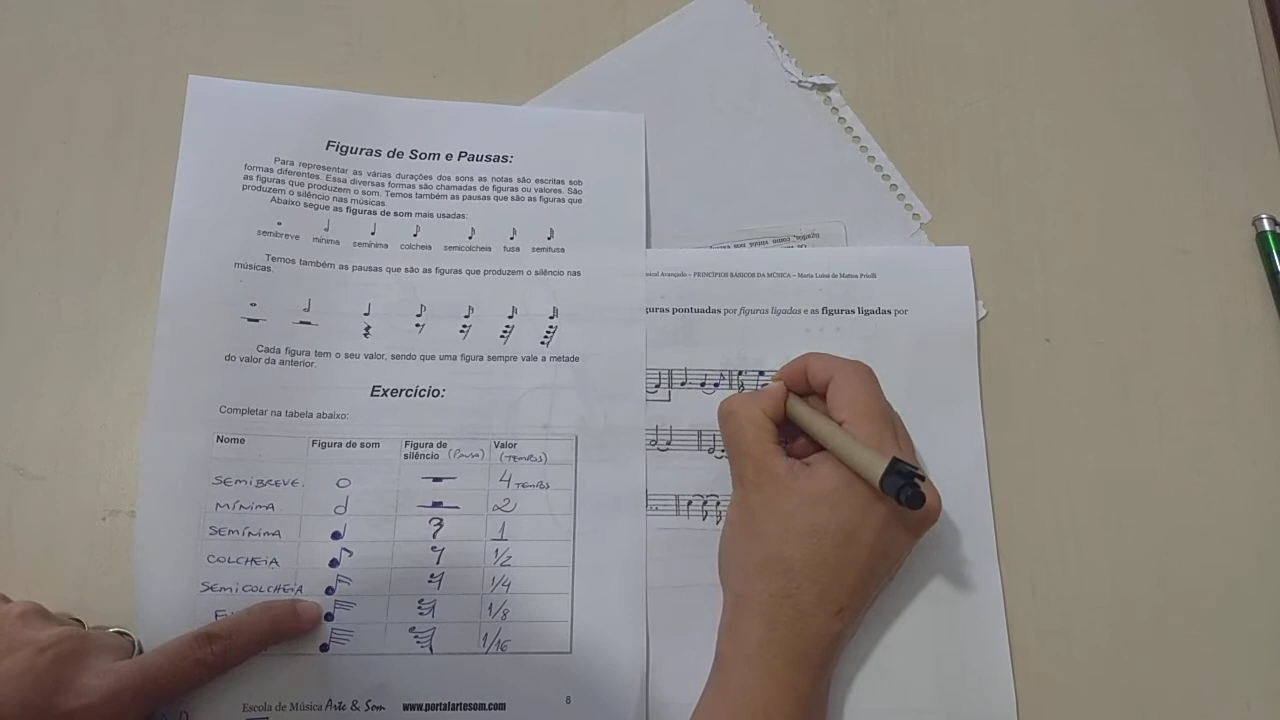 Figuras de Som e Pausas:
Para representar as várias durações dos sons as notas são escritas sob
formas diferentes. Essa diversas formas são chamadas de figuras ou valores. São
as figuras que produzem o som. Temos também as pausas que são as figuras que
produzem o silêncio nas músicas.
Abaixo segue as figuras de som mais usadas:
semibreve mínima semínima colcheia semicolcheia fusa semifusa
Temos também as pausas que são as figuras que produzem o silêncio nas
músicas.
Cada figura tem o seu valor, sendo que uma figura sempre vale a metade
do valor da anterior.
Exercício:
Completar na tabela abaixo:
Nome Figura de som Figura de silêncio (PAUSA) Valor (TEMPOS)
SEMIBREVE. 4 TEMPOS
MÍNIMA 2
SEMÍNIMA 1
COLCHEIA 1/2
SEMICOLCHEIA 1/4
1/8
1/16
Escola de Música Arte & Som www.portalartesom.com 8
Avançado – PRINCÍPIOS BÁSICOS DA MÚSICA – Maria Luisa de Mattos Priolli
guras pontuadas por figuras ligadas e as figuras ligadas por